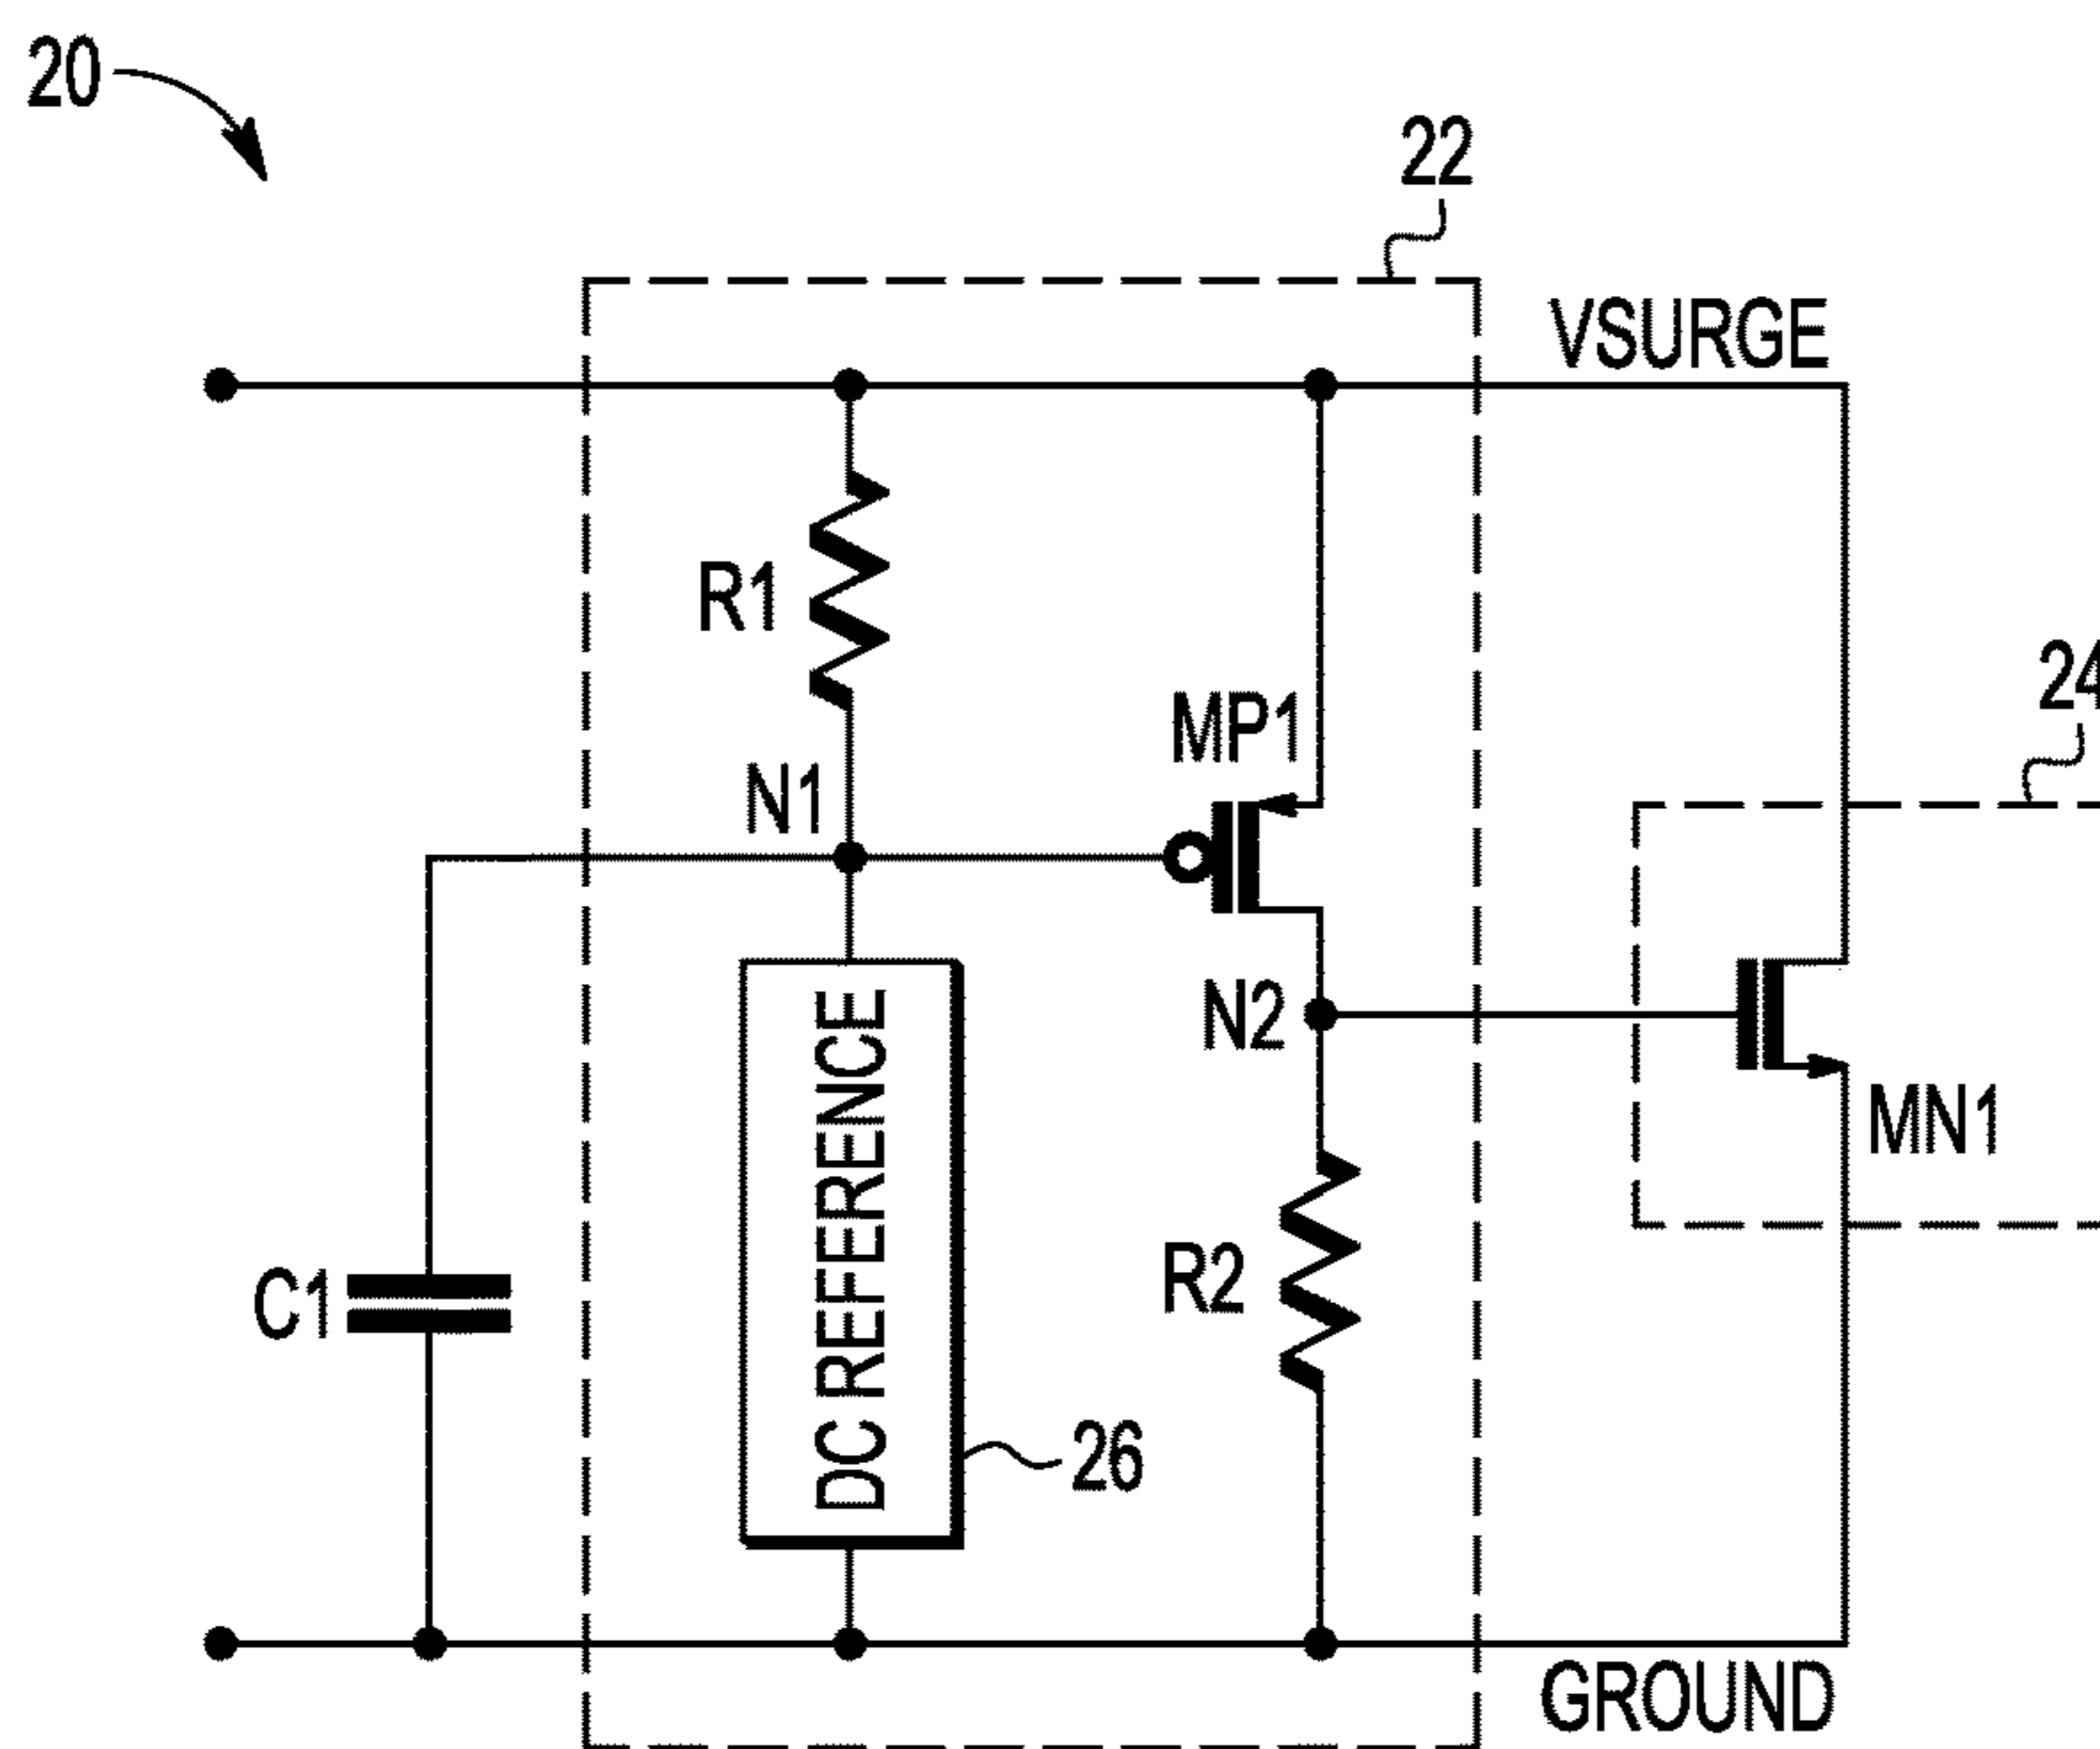 20
22
VSURGE
R1
24
MP1
N1
N2
DC REFERENCE
MN1
R2
C1
26
GROUND